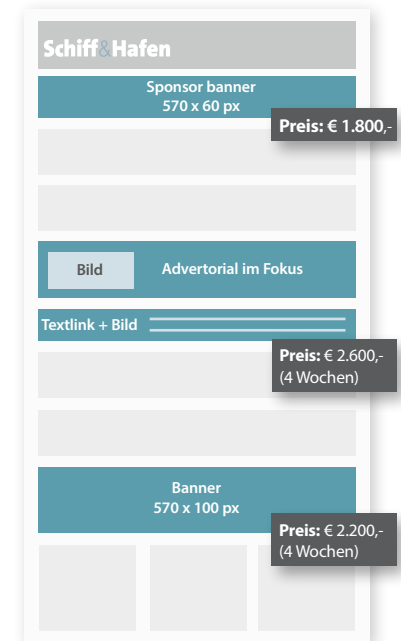 Schiff&Hafen
Sponsor banner
570 x 60 px
Preis: € 1.800,-
Bild
Advertorial im Fokus
Textlink + Bild
Preis: € 2.600,-
(4 Wochen)
Banner
570 x 100 px
Preis: € 2.200,-
(4 Wochen)